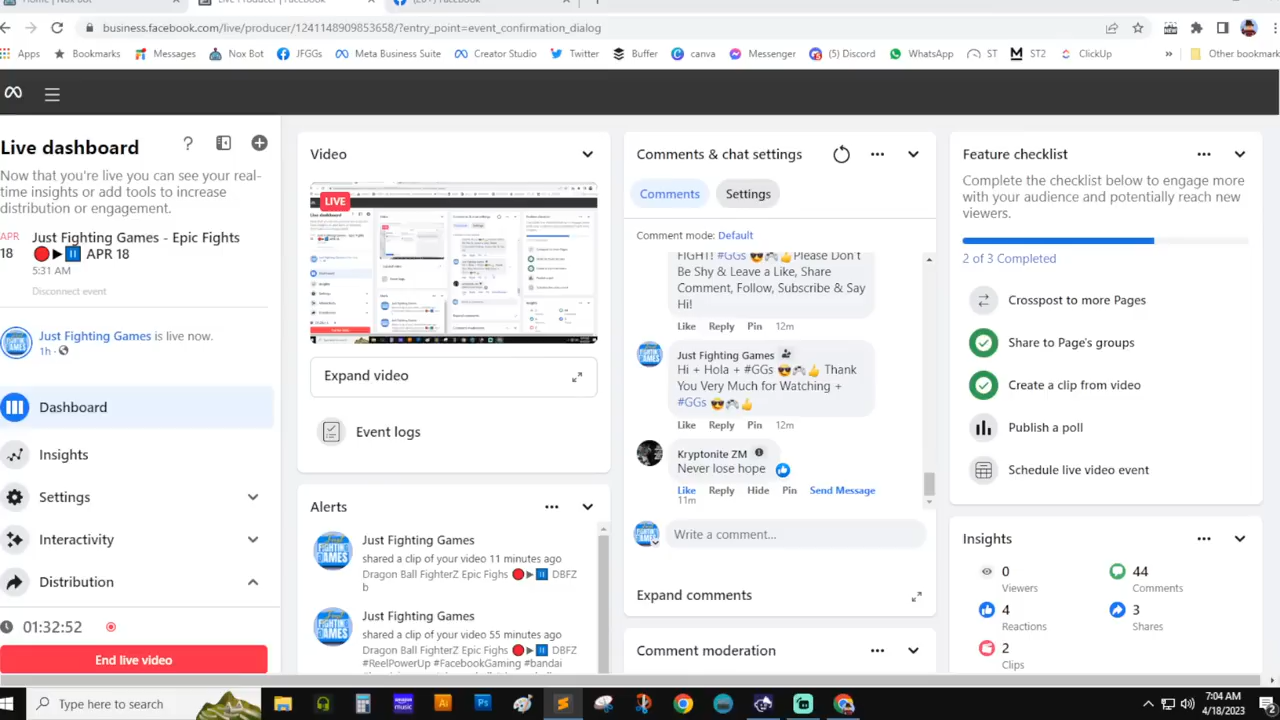 business.facebook.com/live/producer/1241148909853658/?entry_point=event_confirmation_dialog
Apps
Bookmarks
Messages
Nox Bot
JFGGs
Meta Business Suite
Creator Studio
Twitter
Buffer
canva
Messenger
(5) Discord
WhatsApp
ST
ST2
ClickUp
»
Other bookmark
Live dashboard
Now that you're live you can see your real-
time insights or add tools to increase
distribution or engagement.
APR
18
Just Fighting Games - Epic Fights
🔴▶️⏸️ APR 18
5:31 AM
Disconnect event
Just Fighting Games is live now.
1h ·
Dashboard
Insights
Settings
Interactivity
Distribution
01:32:52
End live video
Video
LIVE
Expand video
Event logs
Alerts
Just Fighting Games
shared a clip of your video 11 minutes ago
Dragon Ball FighterZ Epic Fighs 🔴▶️⏸️ DBFZ
b
Just Fighting Games
shared a clip of your video 55 minutes ago
Dragon Ball FighterZ Epic Fighs 🔴▶️⏸️ DBFZ
#ReelPowerUp #FacebookGaming #bandai
Comments & chat settings
Comments
Settings
Comment mode: Default
FIGHT! #GGs 😎🎮👍Please Don't
Be Shy & Leave a Like, Share
Comment, Follow, Subscribe & Say
Hi!
Like Reply Pin 12m
Just Fighting Games
Hi + Hola + #GGs 😎🎮👍 Thank
You Very Much for Watching +
#GGs 😎🎮👍
Like Reply Pin 12m
Kryptonite ZM
Never lose hope
Like Reply Hide Pin Send Message
11m
Write a comment...
Expand comments
Comment moderation
Feature checklist
Complete the checklist below to engage more
with your audience and potentially reach new
viewers.
2 of 3 Completed
Crosspost to more Pages
Share to Page's groups
Create a clip from video
Publish a poll
Schedule live video event
Insights
0
Viewers
44
Comments
4
Reactions
3
Shares
2
Clips
Type here to search
7:04 AM
4/18/2023